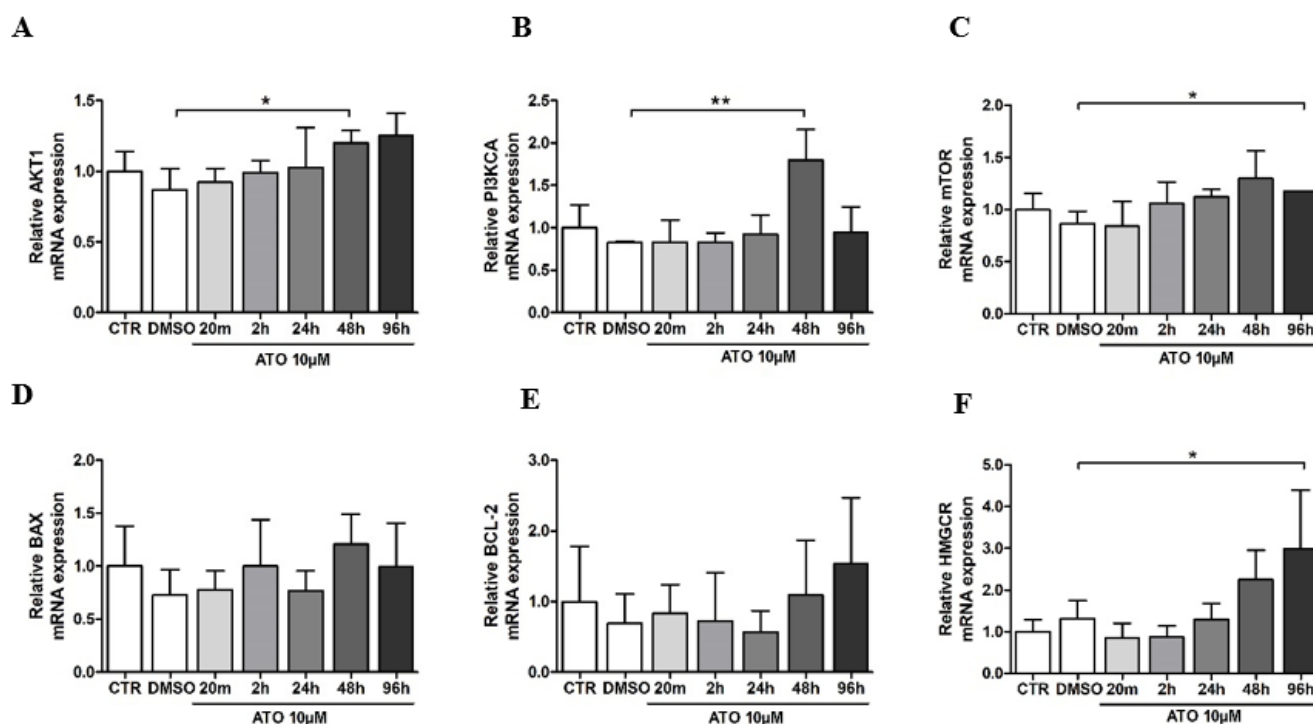 A
Relative AKT1
mRNA expression
1.5
1.0
0.5
0.0
*
CTR DMSO 20m 2h 24h 48h 96h
ATO 10µM
B
Relative PI3KCA
mRNA expression
2.5
2.0
1.5
1.0
0.5
0.0
**
CTR DMSO 20m 2h 24h 48h 96h
ATO 10µM
C
Relative mTOR
mRNA expression
2.0
1.5
1.0
0.5
0.0
*
CTR DMSO 20m 2h 24h 48h 96h
ATO 10µM
D
Relative BAX
mRNA expression
2.0
1.5
1.0
0.5
0.0
CTR DMSO 20m 2h 24h 48h 96h
ATO 10µM
E
Relative BCL-2
mRNA expression
3.0
2.0
1.0
0.0
CTR DMSO 20m 2h 24h 48h 96h
ATO 10µM
F
Relative HMGCR
mRNA expression
5.0
4.0
3.0
2.0
1.0
0.0
*
CTR DMSO 20m 2h 24h 48h 96h
ATO 10µM